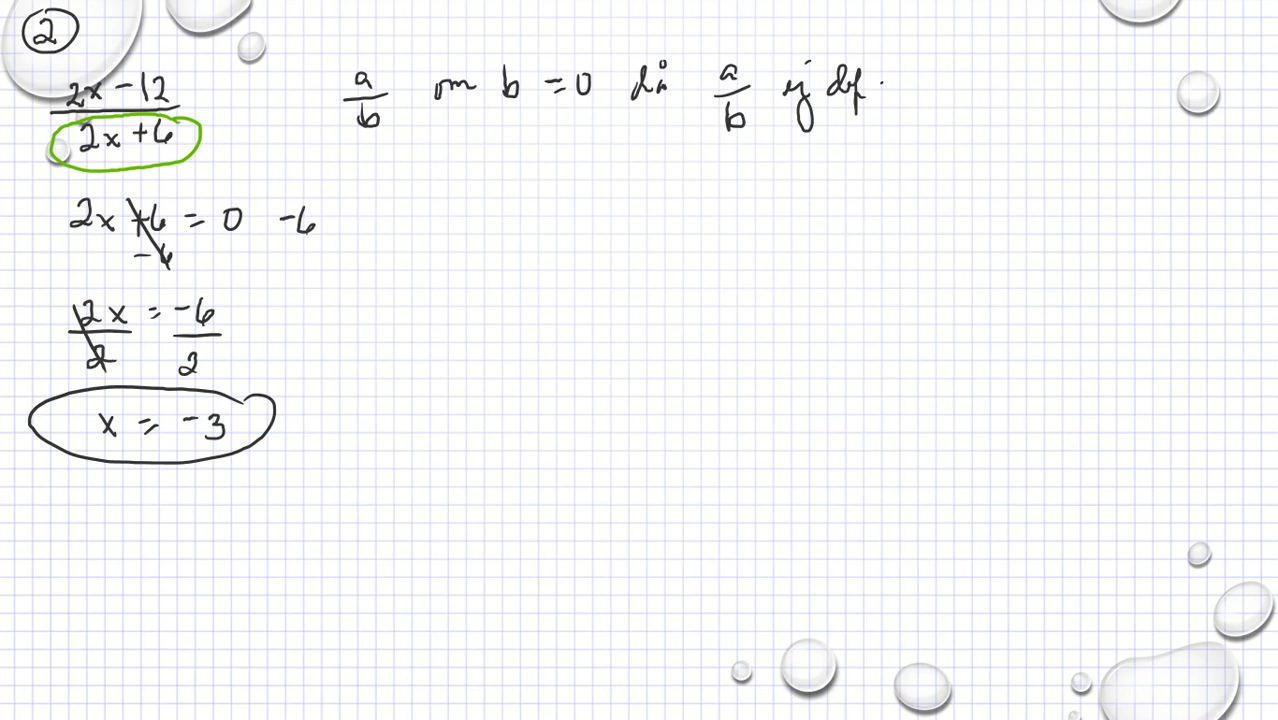 2
2x - 12 / 2x + 6
a/b om b = 0 då a/b ej def.
2x + 6 = 0 - 6
- 6
2x / 2 = -6 / 2
x = -3